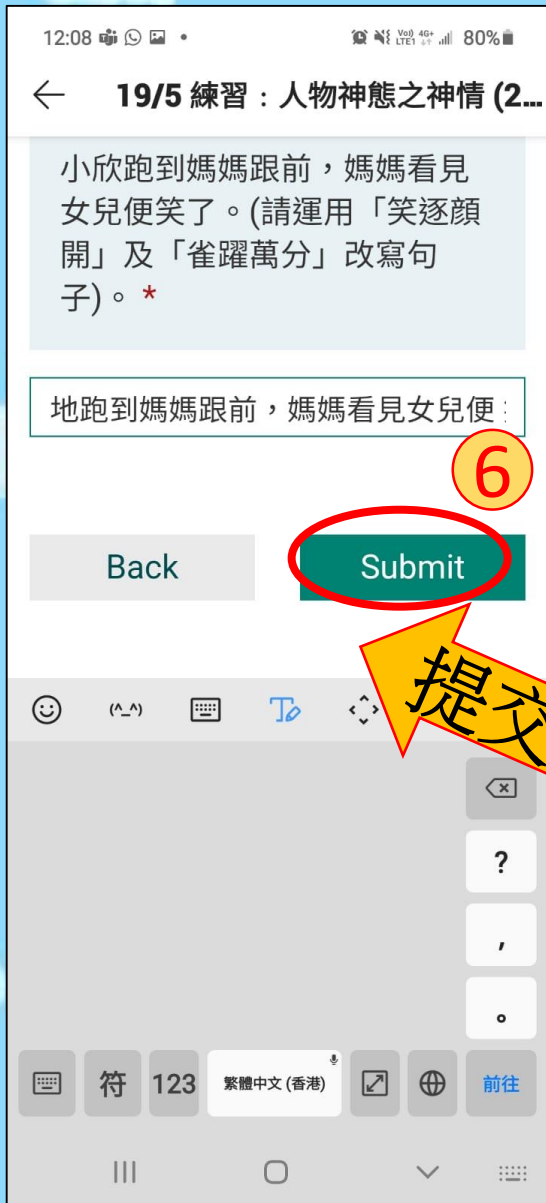 12:08
Vo)) 4G+ LTE1 80%
19/5 練習：人物神態之神情 (2...
小欣跑到媽媽跟前，媽媽看見
女兒便笑了。(請運用「笑逐顏
開」及「雀躍萬分」改寫句
子)。*
地跑到媽媽跟前，媽媽看見女兒便
6
Back
Submit
提交
(^_^)
?
,
。
符
123
繁體中文 (香港)
前往